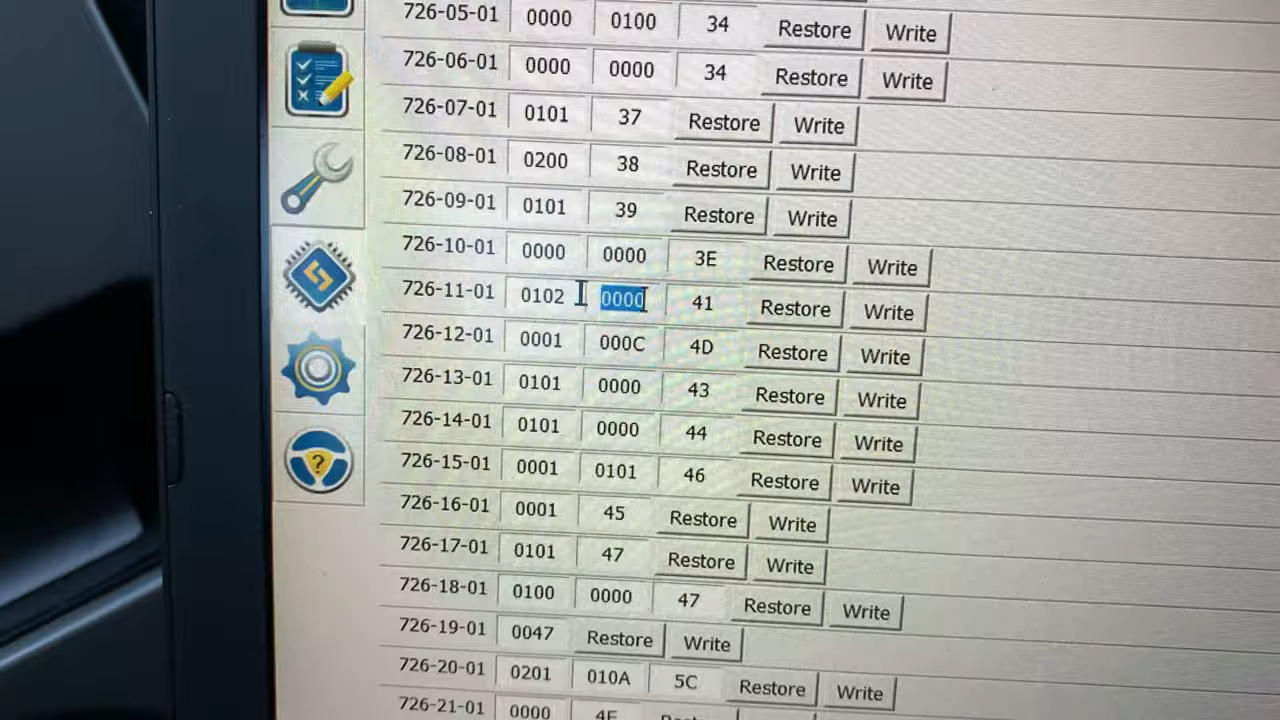 726-05-01 0000 0100 34 Restore Write
726-06-01 0000 0000 34 Restore Write
726-07-01 0101 37 Restore Write
726-08-01 0200 38 Restore Write
726-09-01 0101 39 Restore Write
726-10-01 0000 0000 3E Restore Write
726-11-01 0102 0000 41 Restore Write
726-12-01 0001 000C 4D Restore Write
726-13-01 0101 0000 43 Restore Write
726-14-01 0101 0000 44 Restore Write
726-15-01 0001 0101 46 Restore Write
726-16-01 0001 45 Restore Write
726-17-01 0101 47 Restore Write
726-18-01 0100 0000 47 Restore Write
726-19-01 0047 Restore Write
726-20-01 0201 010A 5C Restore Write
726-21-01 0000